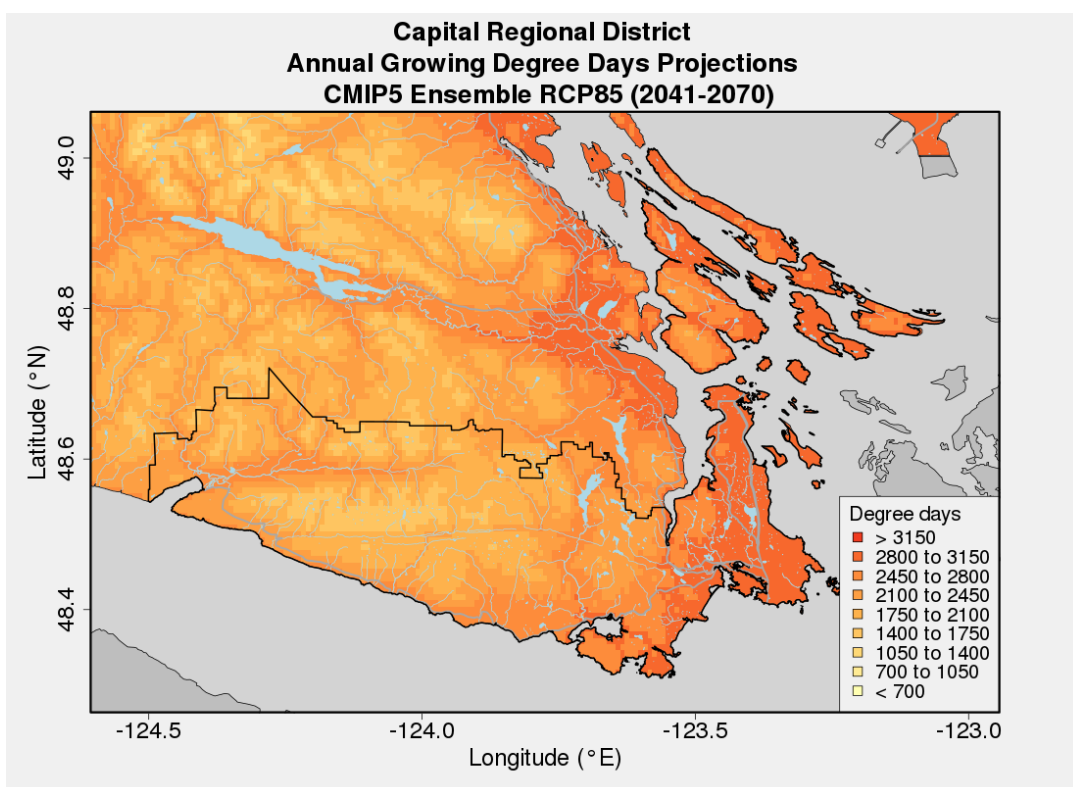 Capital Regional District
Annual Growing Degree Days Projections
CMIP5 Ensemble RCP85 (2041-2070)
Latitude (°N)
49.0
48.8
48.6
48.4
Degree days
> 3150
2800 to 3150
2450 to 2800
2100 to 2450
1750 to 2100
1400 to 1750
1050 to 1400
700 to 1050
< 700
-124.5
-124.0
-123.5
-123.0
Longitude (°E)